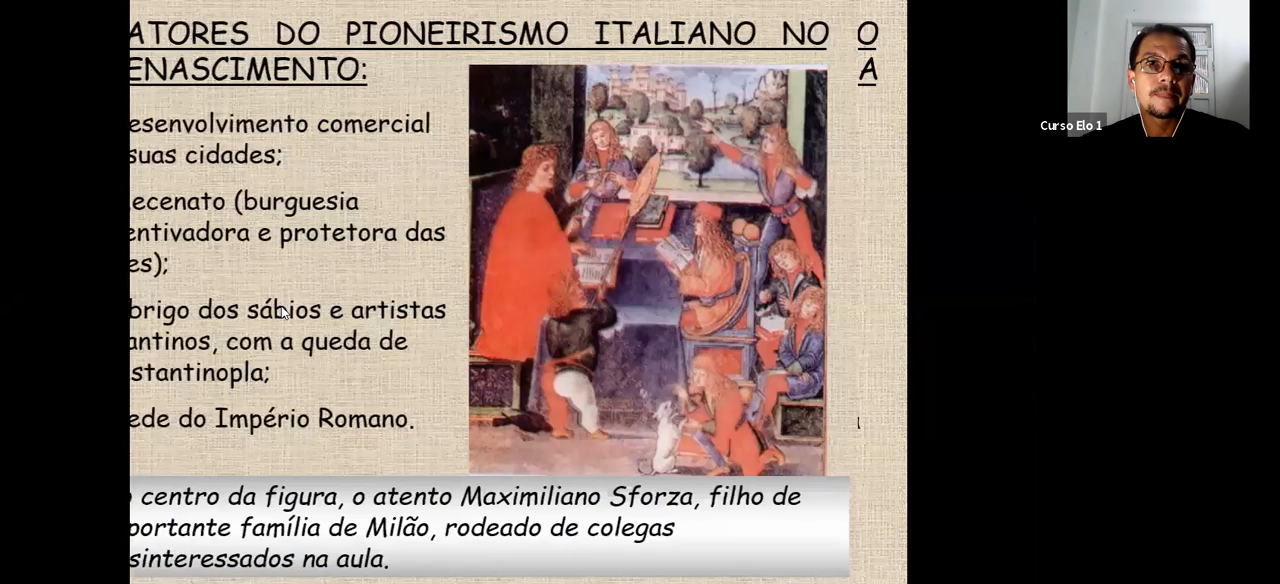 ATORES DO PIONEIRISMO ITALIANO NO O
ENASCIMENTO: A
esenvolvimento comercial
suas cidades;
ecenato (burguesia
entivadora e protetora das
es);
brigo dos sábios e artistas
antinos, com a queda de
stantinopla;
ede do Império Romano.
centro da figura, o atento Maximiliano Sforza, filho de
portante família de Milão, rodeado de colegas
sinteressados na aula.
Curso Elo 1